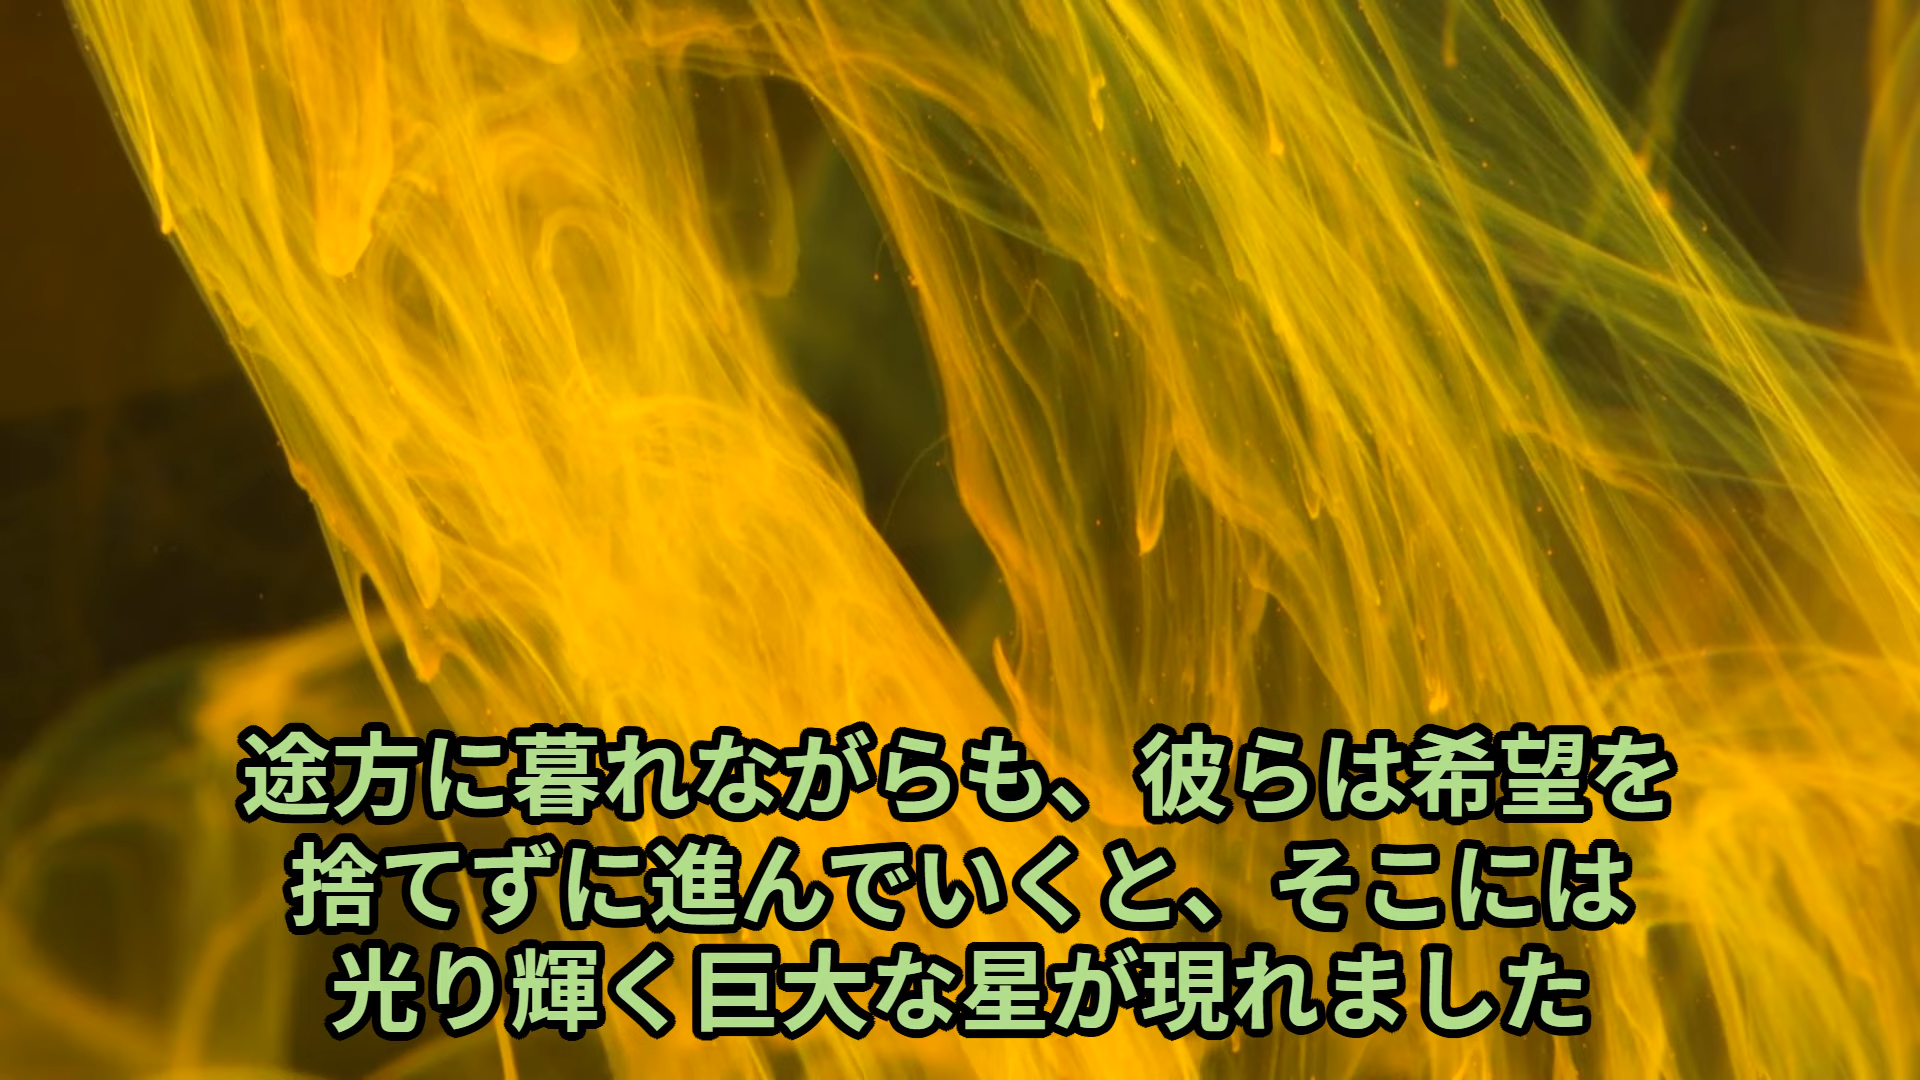 途方に暮れながらも、彼らは希望を
捨てずに進んでいくと、そこには
光り輝く巨大な星が現れました